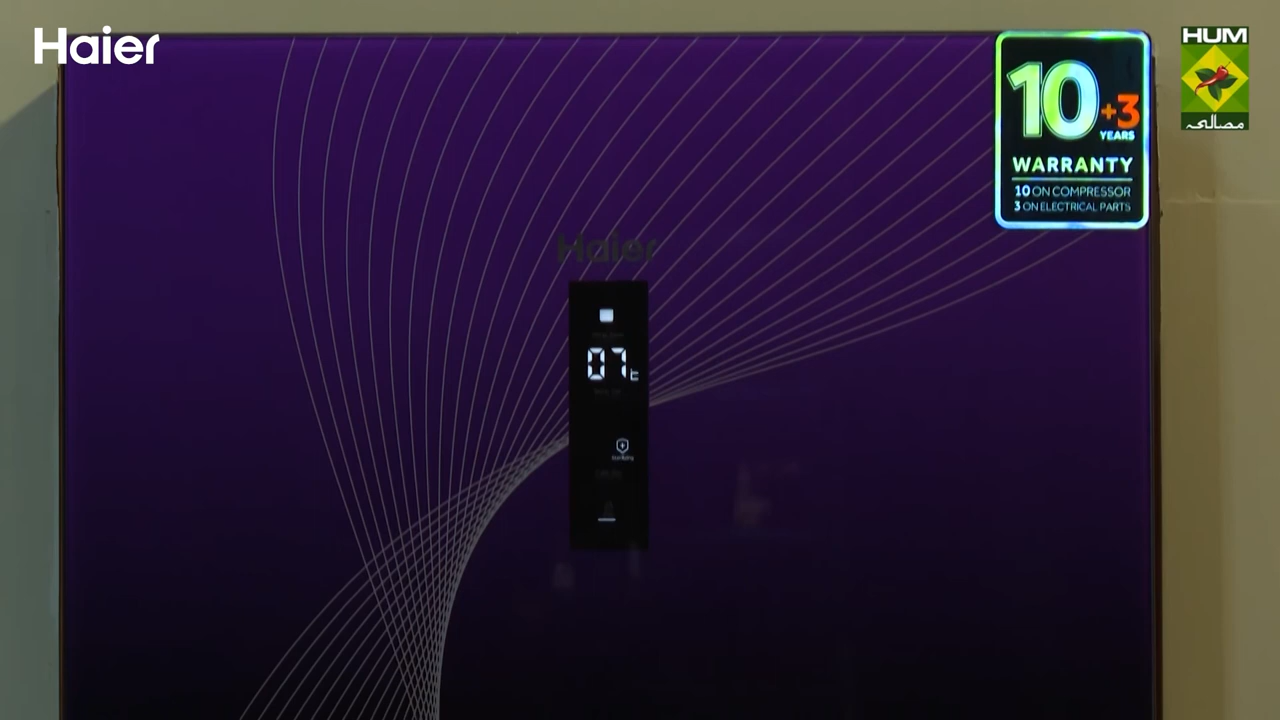 Haier
HUM
مصالحہ
10
+3
YEARS
WARRANTY
10 ON COMPRESSOR
3 ON ELECTRICAL PARTS
Haier
07